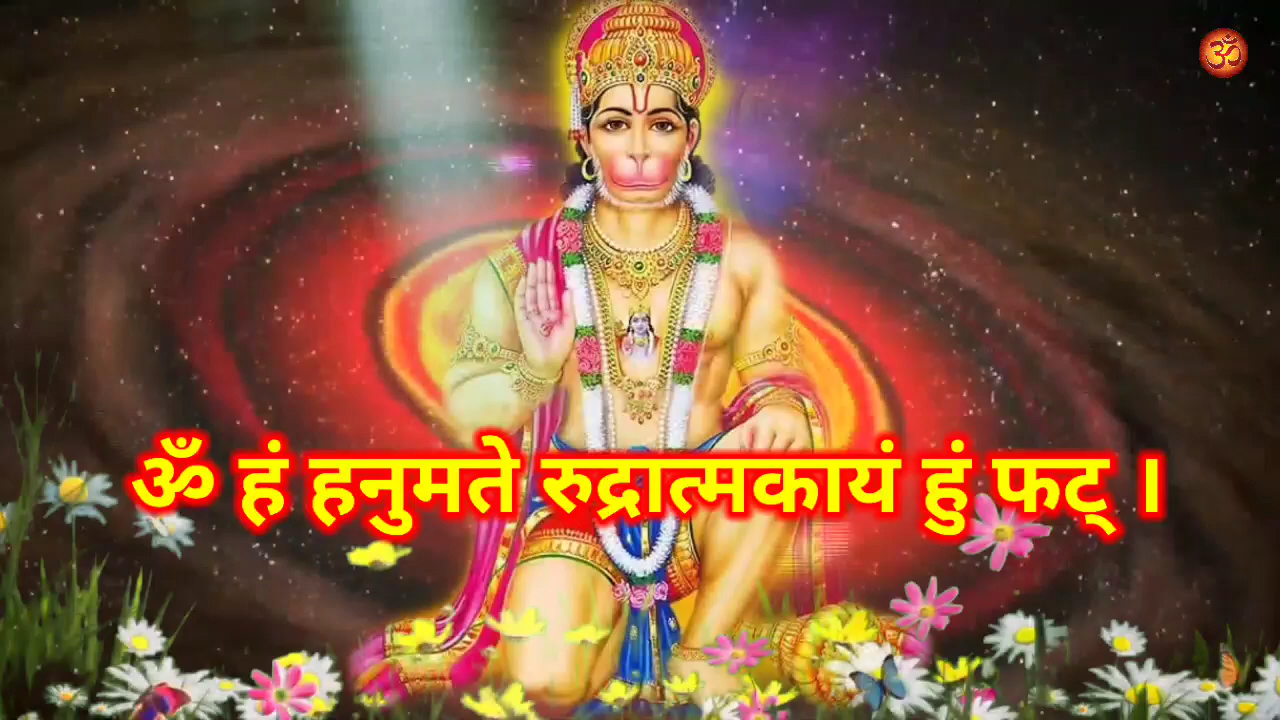 ॐ
ॐ हं हनुमते रुद्रात्मकायं हुं फट् ।